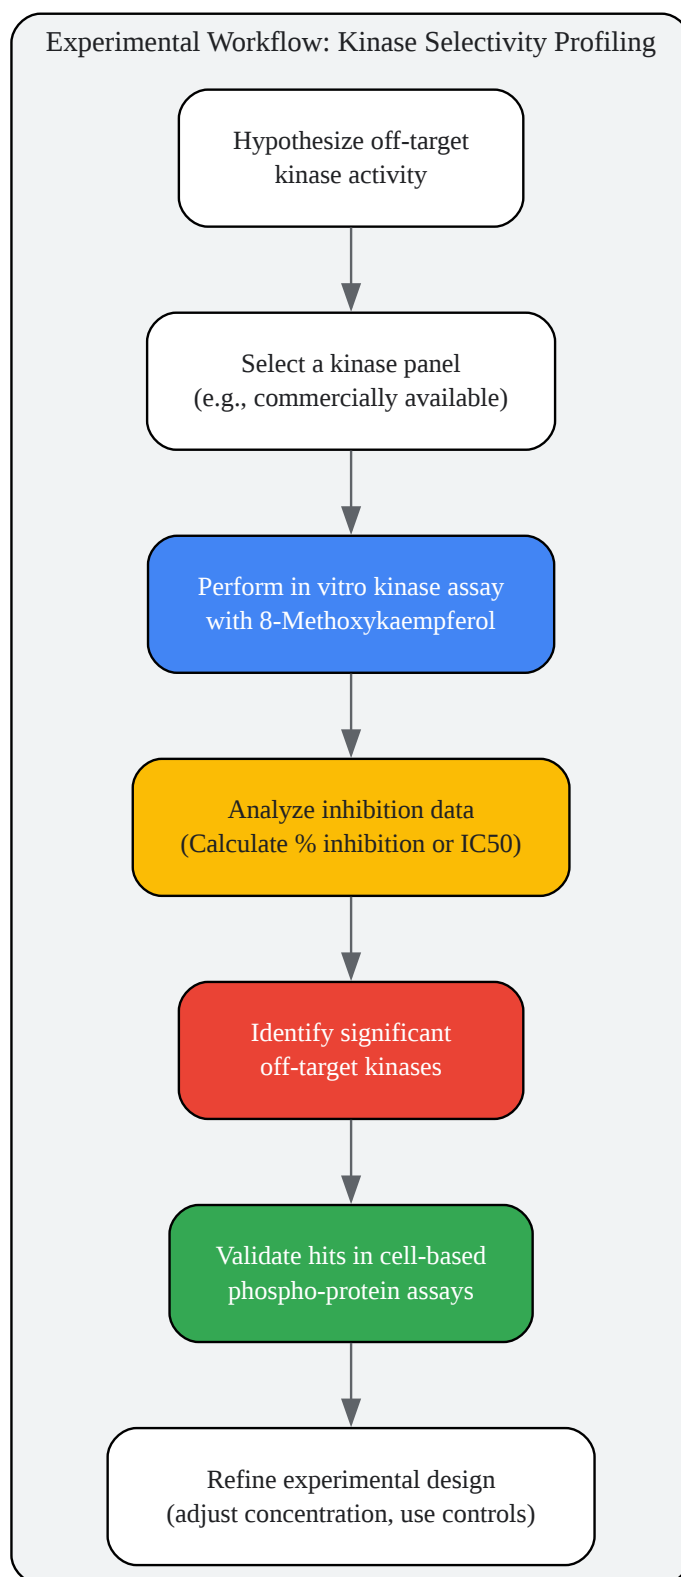 Experimental Workflow: Kinase Selectivity Profiling
Hypothesize off-target
kinase activity
Select a kinase panel
(e.g., commercially available)
Perform in vitro kinase assay
with 8-Methoxykaempferol
Analyze inhibition data
(Calculate % inhibition or IC50)
Identify significant
off-target kinases
Validate hits in cell-based
phospho-protein assays
Refine experimental design
(adjust concentration, use controls)